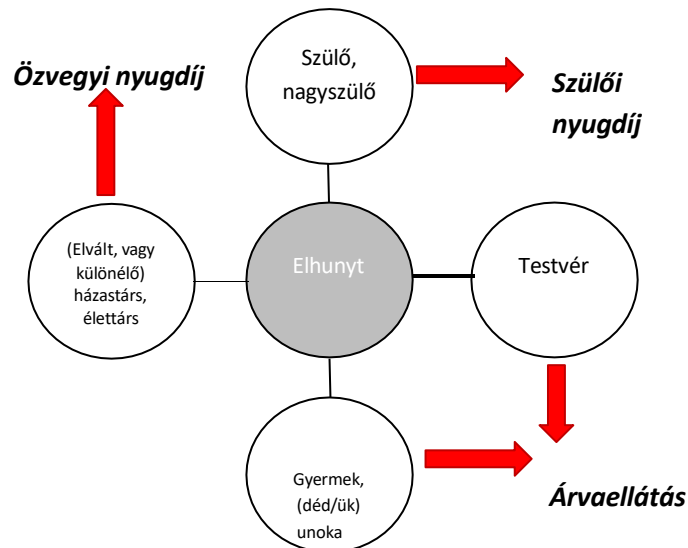 Szülő,
nagyszülő
Özvegyi nyugdíj
Szülői
nyugdíj
(Elvált, vagy
különélő)
házastárs,
élettárs
Elhunyt
Testvér
Gyermek,
(déd/ük)
unoka
Árvaellátás